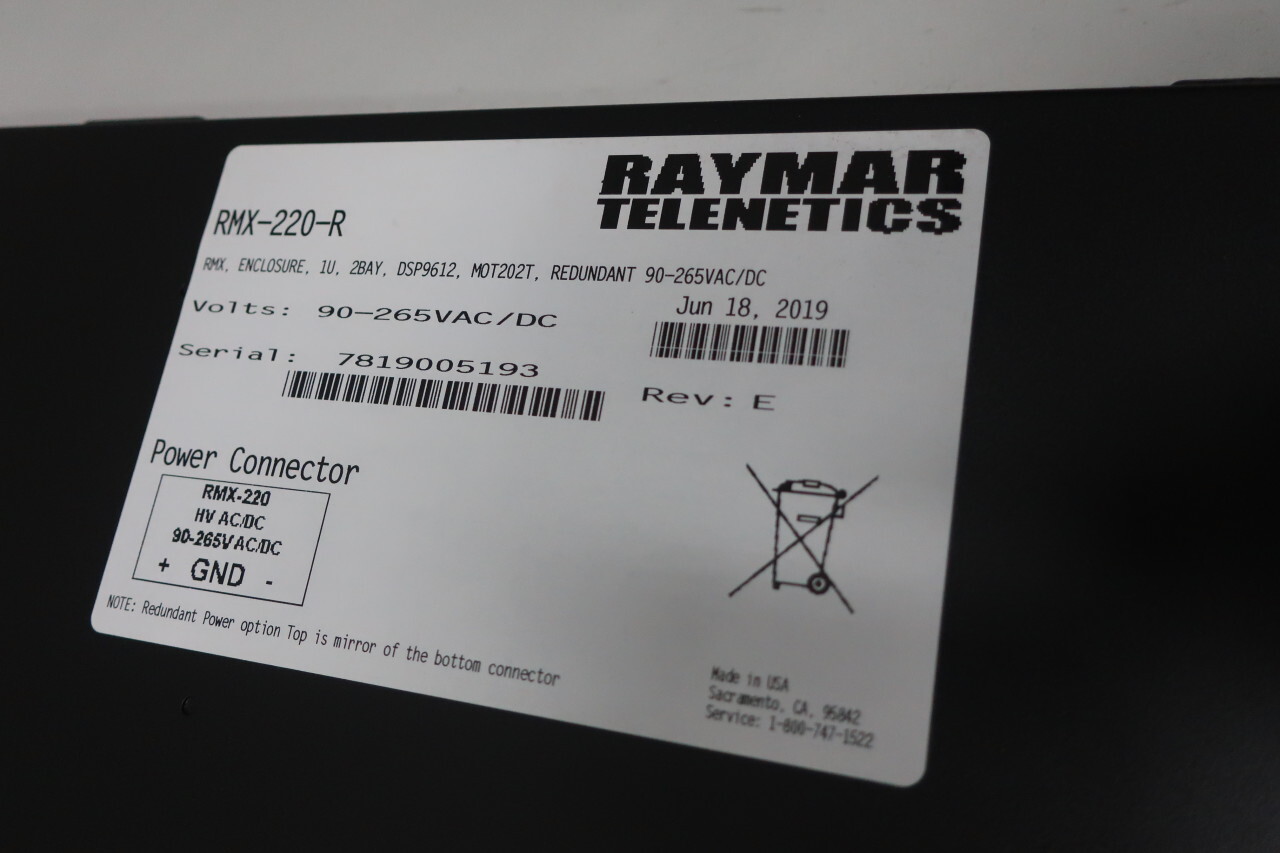 RAYMAR
TELENETICS
RMX-220-R
RMX, ENCLOSURE, 1U, 2BAY, DSP9612, MOT202T, REDUNDANT 90-265VAC/DC
Volts: 90-265VAC/DC
Jun 18, 2019
Serial: 7819005193
Rev: E
Power Connector
RMX-220
HV AC/DC
90-265V AC/DC
+ GND -
NOTE: Redundant Power option Top is mirror of the bottom connector
Made in USA
Sacramento, CA, 95842
Service: 1-800-747-1522